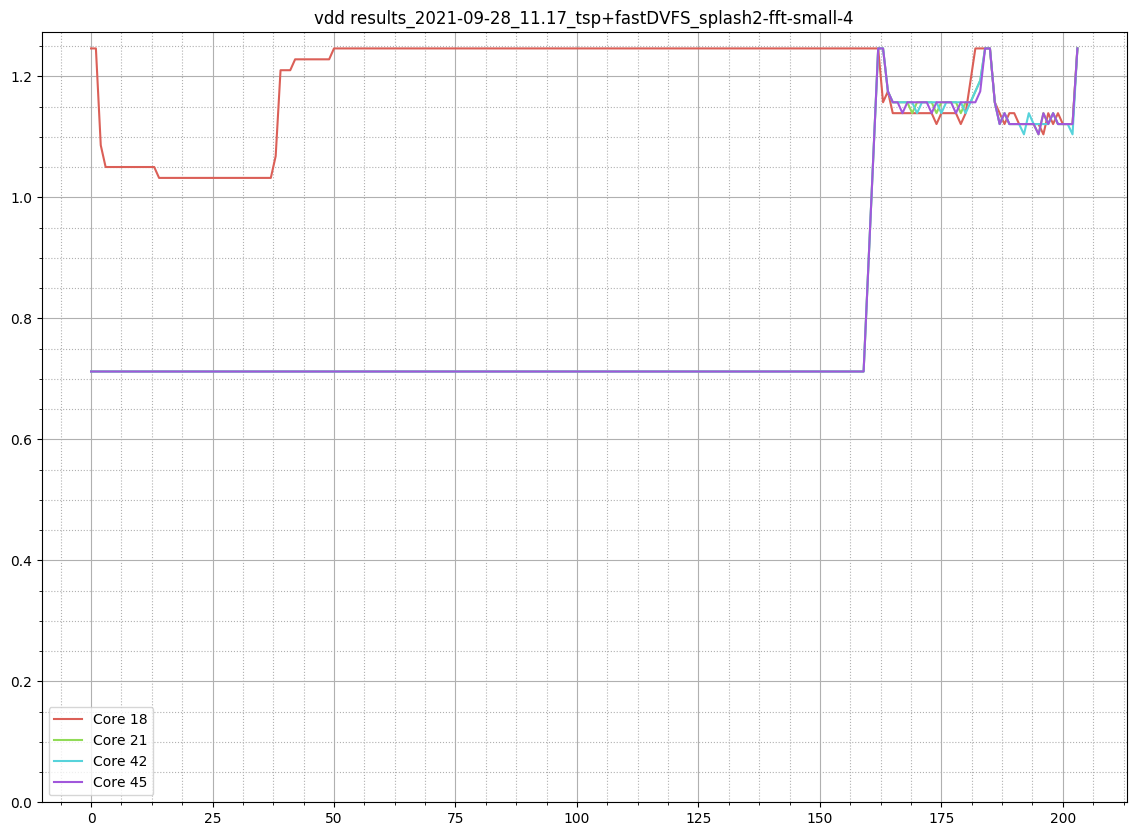 vdd results_2021-09-28_11.17_tsp+fastDVFS_splash2-fft-small-4
1.2
1.0
0.8
0.6
0.4
0.2
0.0
Core 18
Core 21
Core 42
Core 45
0 25 50 75 100 125 150 175 200